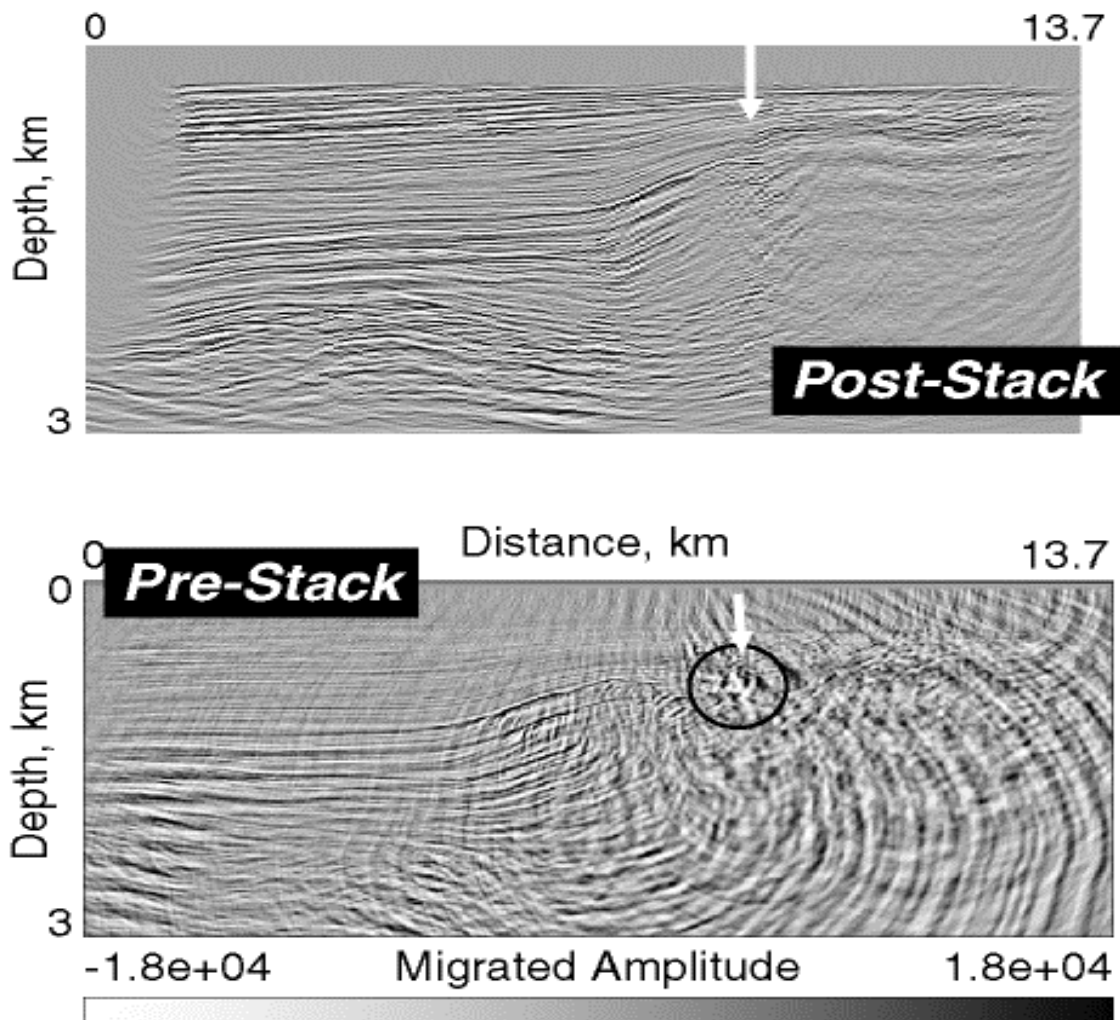 0 13.7
Depth, km
Post-Stack
3
Distance, km
0 13.7
Pre-Stack
0
Depth, km
3
-1.8e+04 Migrated Amplitude 1.8e+04